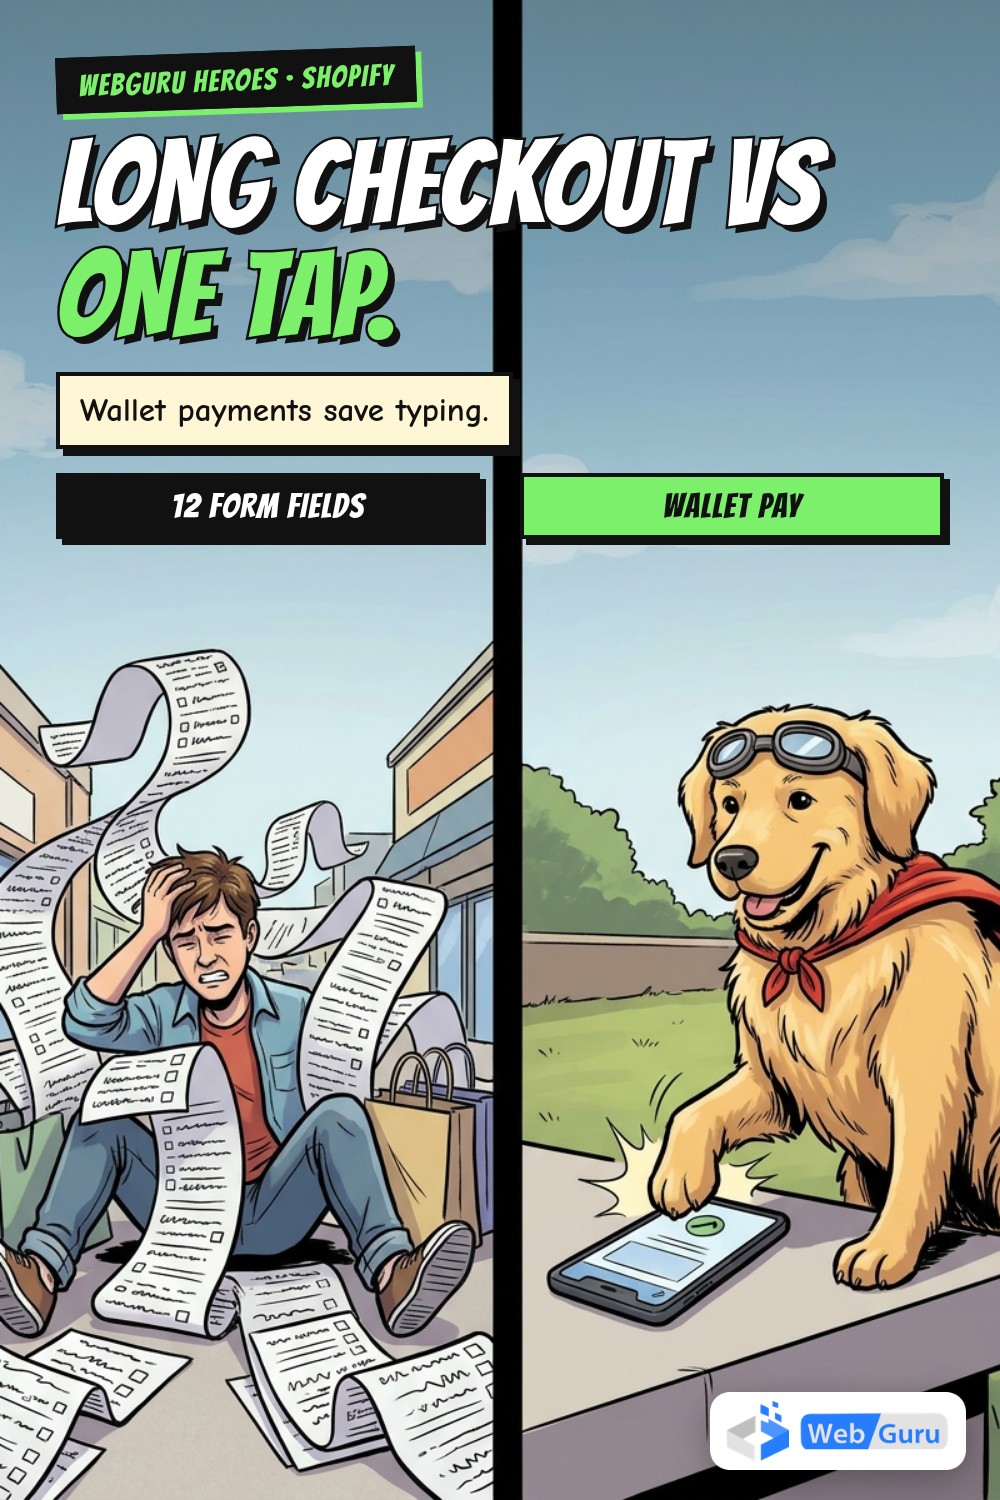 WEBGURU HEROES · SHOPIFY
LONG CHECKOUT VS
ONE TAP.
Wallet payments save typing.
12 FORM FIELDS
WALLET PAY
Web Guru